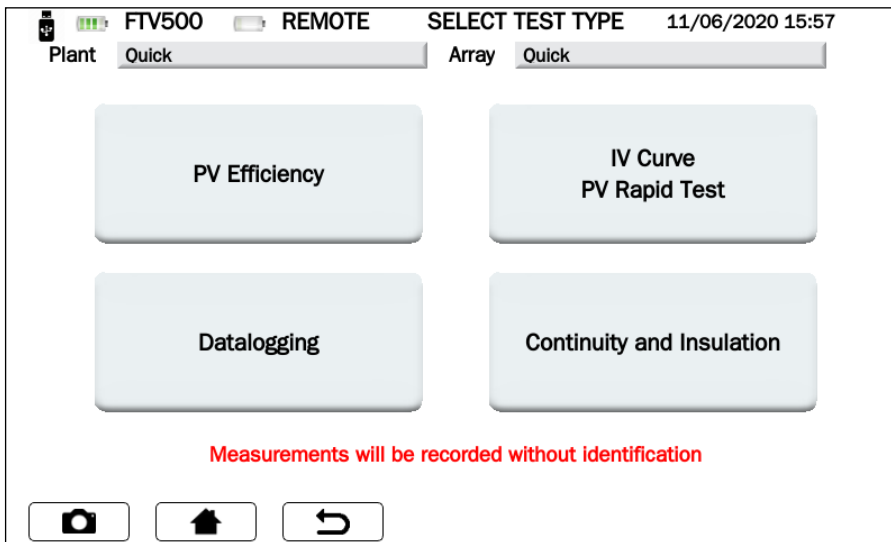 FTV500 REMOTE SELECT TEST TYPE 11/06/2020 15:57
Plant Quick Array Quick
PV Efficiency
IV Curve
PV Rapid Test
Datalogging
Continuity and Insulation
Measurements will be recorded without identification